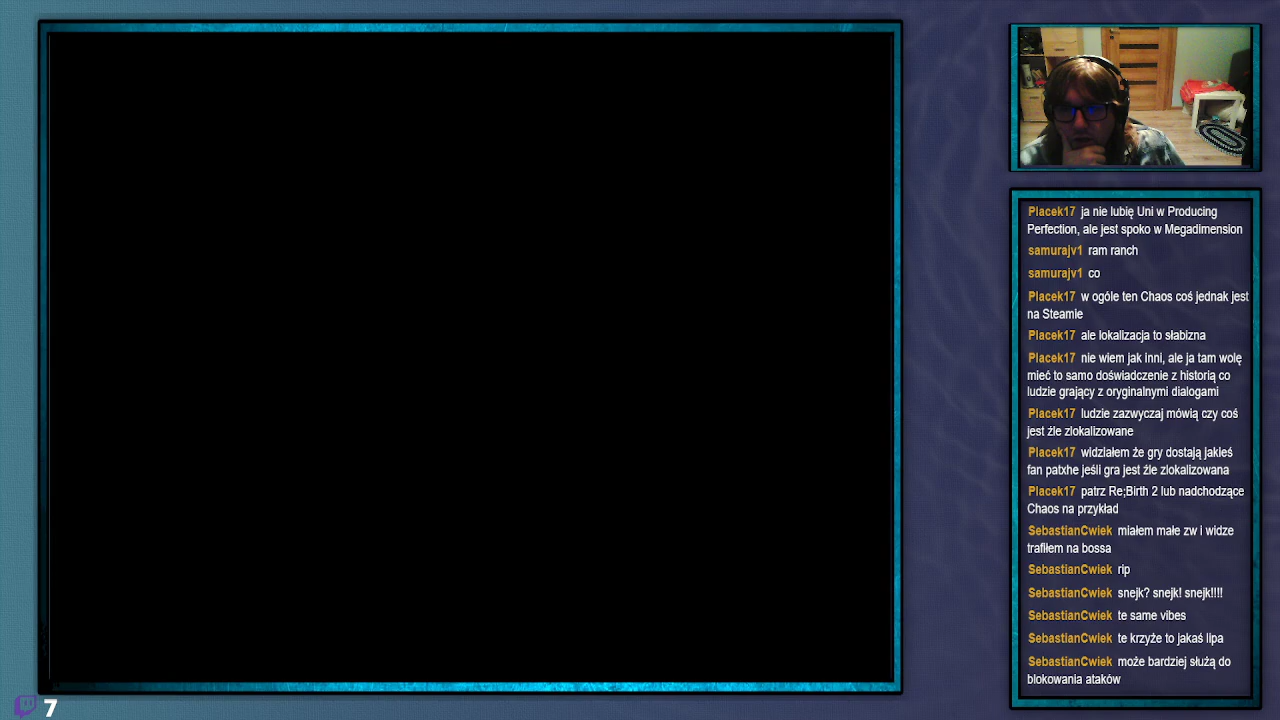 Placek17 ja nie lubię Uni w Producing
Perfection, ale jest spoko w Megadimension
samurajv1 ram ranch
samurajv1 co
Placek17 w ogóle ten Chaos coś jednak jest
na Steamie
Placek17 ale lokalizacja to słabizna
Placek17 nie wiem jak inni, ale ja tam wolę
mieć to samo doświadczenie z historią co
ludzie grający z oryginalnymi dialogami
Placek17 ludzie zazwyczaj mówią czy coś
jest źle zlokalizowane
Placek17 widziałem że gry dostają jakieś
fan patxhe jeśli gra jest źle zlokalizowana
Placek17 patrz Re;Birth 2 lub nadchodzące
Chaos na przykład
SebastianCwiek miałem małe zw i widze
trafiłem na bossa
SebastianCwiek rip
SebastianCwiek snejk? snejk! snejk!!!!
SebastianCwiek te same vibes
SebastianCwiek te krzyże to jakaś lipa
SebastianCwiek może bardziej służą do
blokowania ataków
7